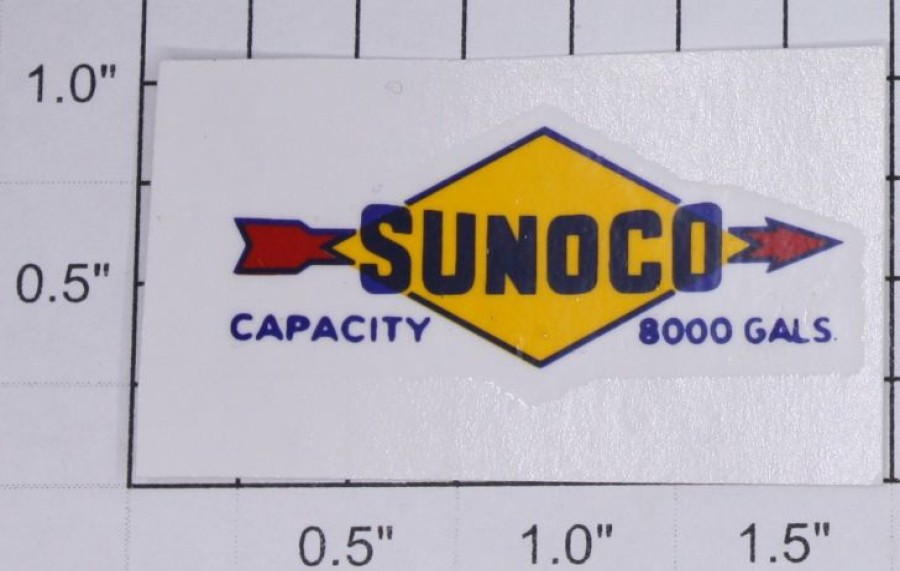 1.0"
SUNOCO
0.5"
CAPACITY 8000 GALS.
0.5" 1.0" 1.5"